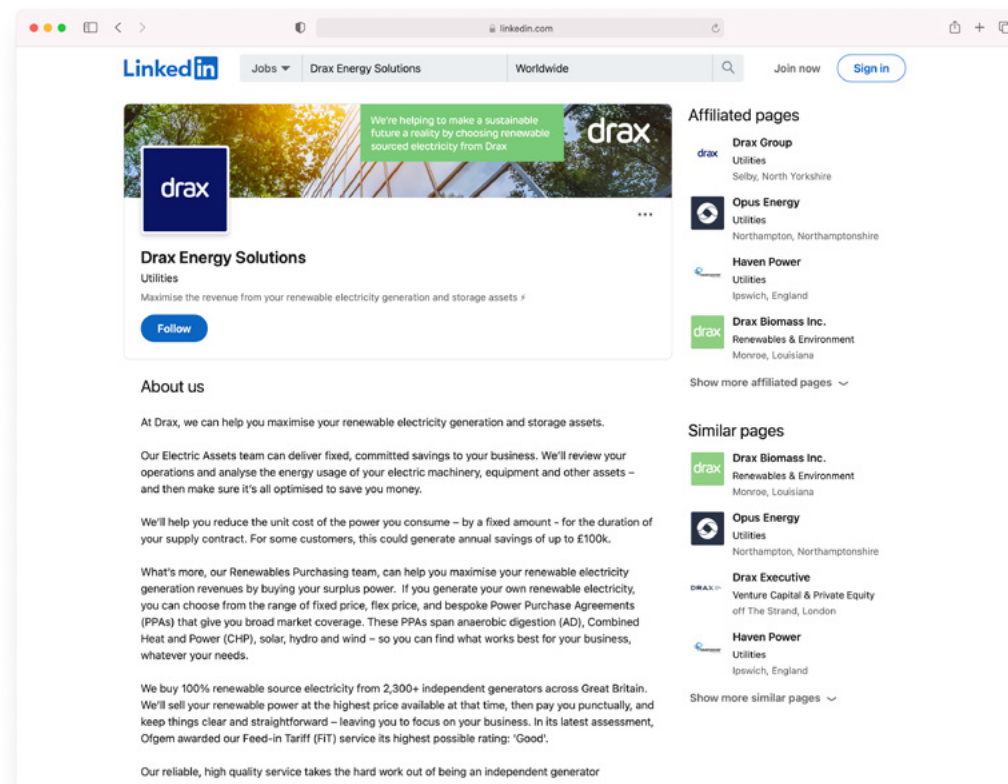 linkedin.com
Linked in
Jobs
Drax Energy Solutions
Worldwide
Join now
Sign in
We're helping to make a sustainable
future a reality by choosing renewable
sourced electricity from Drax
drax
drax
Drax Energy Solutions
Utilities
Maximise the revenue from your renewable electricity generation and storage assets ⚡
Follow
About us
At Drax, we can help you maximise your renewable electricity generation and storage assets.
Our Electric Assets team can deliver fixed, committed savings to your business. We'll review your
operations and analyse the energy usage of your electric machinery, equipment and other assets –
and then make sure it's all optimised to save you money.
We'll help you reduce the unit cost of the power you consume – by a fixed amount - for the duration of
your supply contract. For some customers, this could generate annual savings of up to £100k.
What's more, our Renewables Purchasing team, can help you maximise your renewable electricity
generation revenues by buying your surplus power. If you generate your own renewable electricity,
you can choose from the range of fixed price, flex price, and bespoke Power Purchase Agreements
(PPAs) that give you broad market coverage. These PPAs span anaerobic digestion (AD), Combined
Heat and Power (CHP), solar, hydro and wind – so you can find what works best for your business,
whatever your needs.
We buy 100% renewable source electricity from 2,300+ independent generators across Great Britain.
We'll sell your renewable power at the highest price available at that time, then pay you punctually, and
keep things clear and straightforward – leaving you to focus on your business. In its latest assessment,
Ofgem awarded our Feed-in Tariff (FiT) service its highest possible rating: 'Good'.
Our reliable, high quality service takes the hard work out of being an independent generator
Affiliated pages
drax
Drax Group
Utilities
Selby, North Yorkshire
Opus Energy
Utilities
Northampton, Northamptonshire
Haven Power
Utilities
Ipswich, England
drax
Drax Biomass Inc.
Renewables & Environment
Monroe, Louisiana
Show more affiliated pages
Similar pages
drax
Drax Biomass Inc.
Renewables & Environment
Monroe, Louisiana
Opus Energy
Utilities
Northampton, Northamptonshire
DRAX
Drax Executive
Venture Capital & Private Equity
off The Strand, London
Haven Power
Utilities
Ipswich, England
Show more similar pages